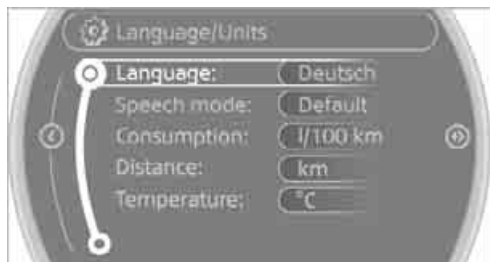 Language/Units
Language: Deutsch
Speech mode: Default
Consumption: l/100 km
Distance: km
Temperature: °C